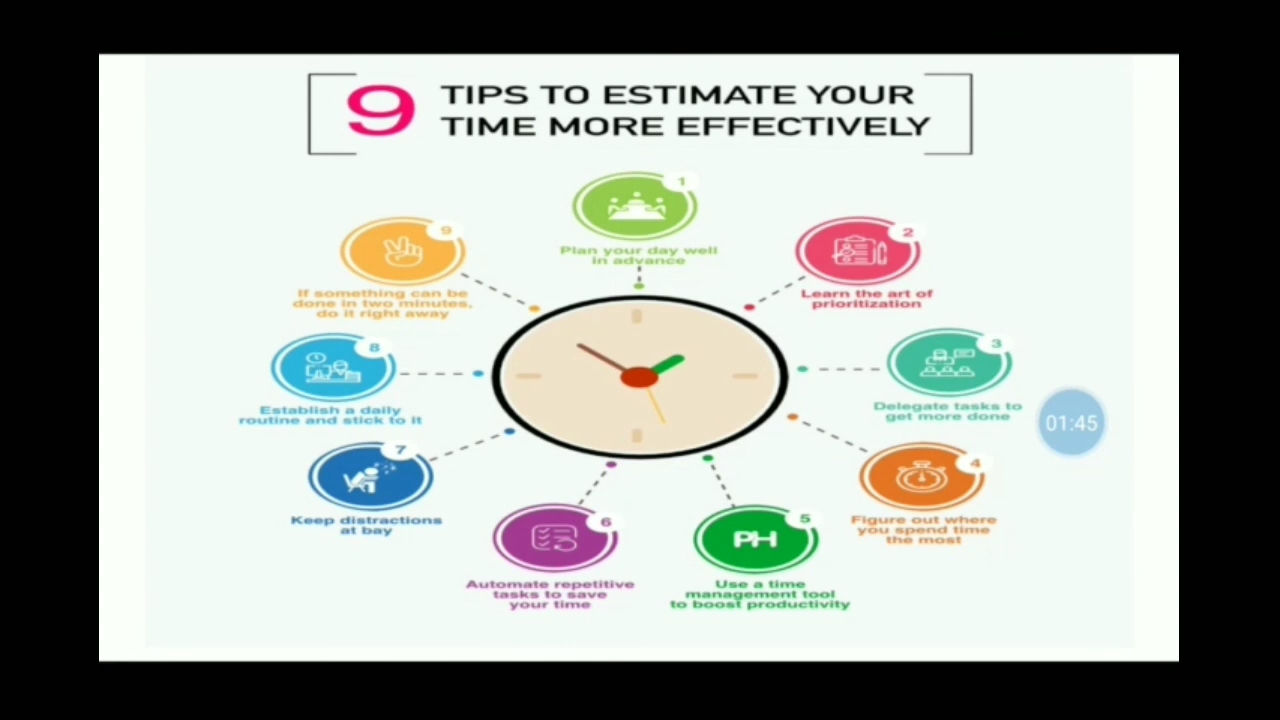 9
TIPS TO ESTIMATE YOUR
TIME MORE EFFECTIVELY
1
Plan your day well
in advance
2
Learn the art of
prioritization
3
Delegate tasks to
get more done
4
Figure out where
you spend time
the most
5
PH
Use a time
management tool
to boost productivity
6
Automate repetitive
tasks to save
your time
7
Keep distractions
at bay
8
Establish a daily
routine and stick to it
9
If something can be
done in two minutes,
do it right away
01:45